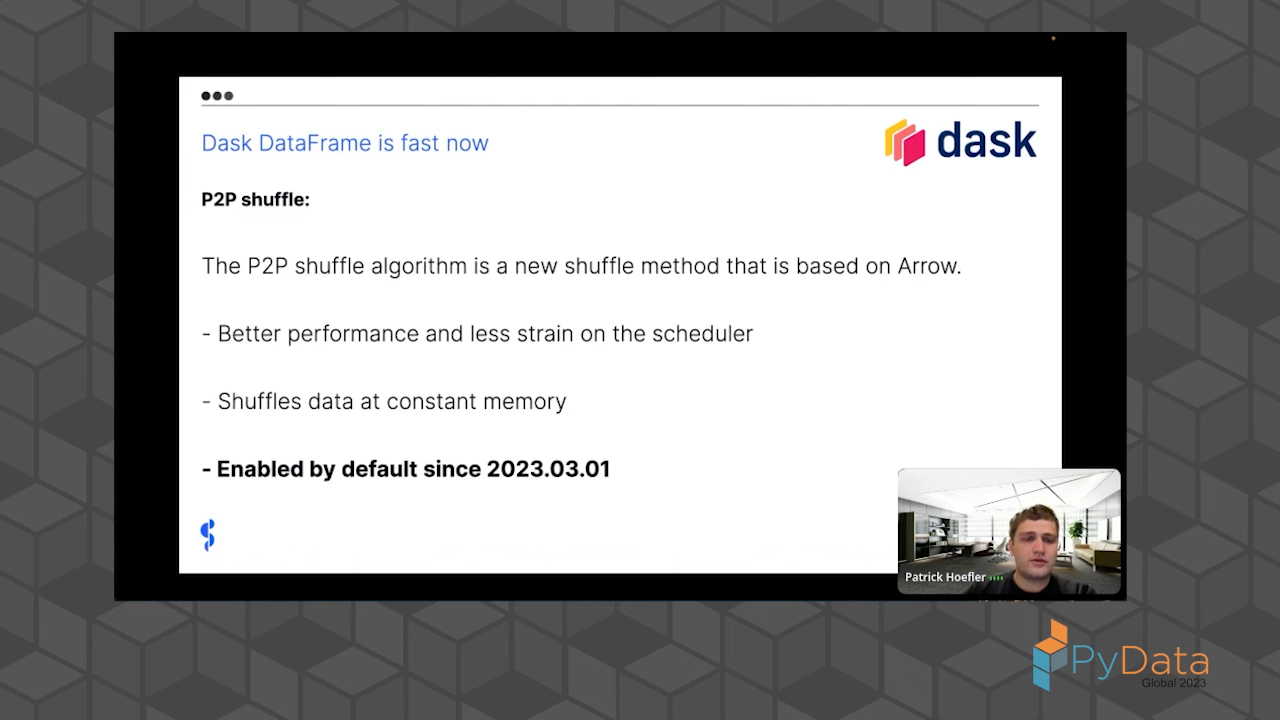 Dask DataFrame is fast now
dask
P2P shuffle:
The P2P shuffle algorithm is a new shuffle method that is based on Arrow.
- Better performance and less strain on the scheduler
- Shuffles data at constant memory
- Enabled by default since 2023.03.01
Patrick Hoefler
PyData
Global 2023